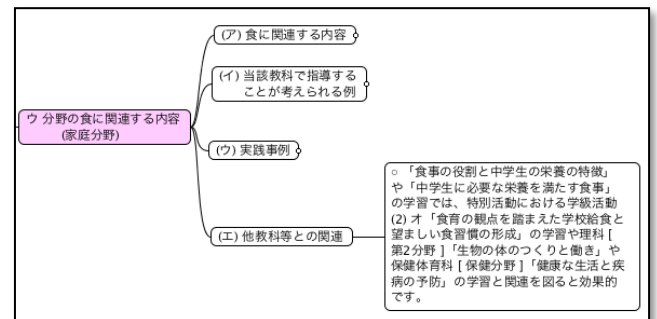 (ア) 食に関連する内容
(イ) 当該教科で指導する
ことが考えられる例
ウ 分野の食に関連する内容
(家庭分野)
(ウ) 実践事例
(エ) 他教科等との関連
○ 「食事の役割と中学生の栄養の特徴」
や「中学生に必要な栄養を満たす食事」
の学習では、特別活動における学級活動
(2) オ「食育の観点を踏まえた学校給食と
望ましい食習慣の形成」の学習や理科 [
第2分野 ]「生物の体のつくりと働き」や
保健体育科 [ 保健分野 ]「健康な生活と疾
病の予防」の学習と関連を図ると効果的
です。